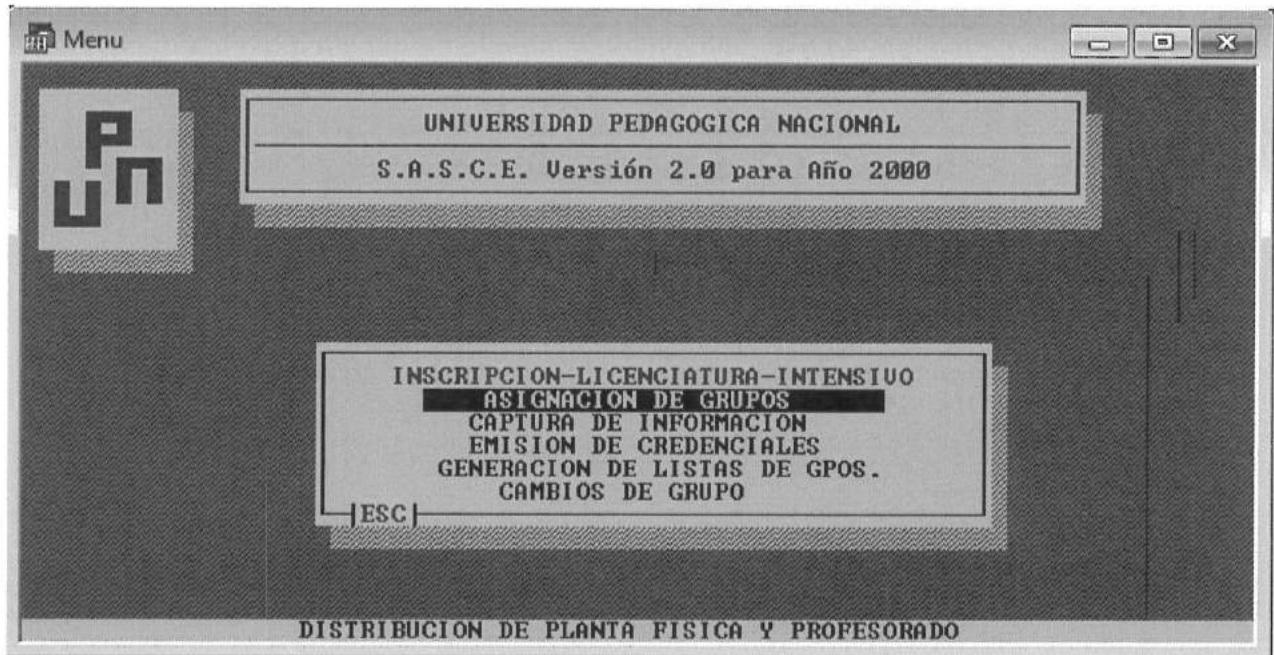 Menu
UPN
UNIVERSIDAD PEDAGOGICA NACIONAL
S.A.S.C.E. Versión 2.0 para Año 2000
INSCRIPCION-LICENCIATURA-INTENSIVO
ASIGNACION DE GRUPOS
CAPTURA DE INFORMACION
EMISION DE CREDENCIALES
GENERACION DE LISTAS DE GPOS.
CAMBIOS DE GRUPO
ESC
DISTRIBUCION DE PLANTA FISICA Y PROFESORADO